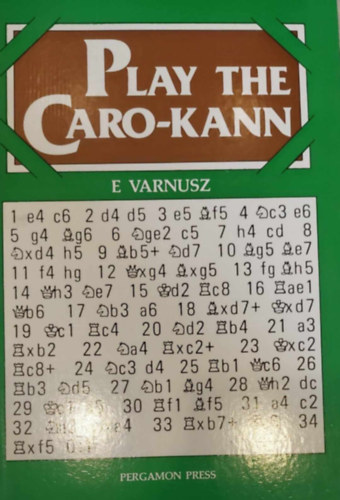 PLAY THE
CARO-KANN
E VARNUSZ
1 e4 c6 2 d4 d5 3 e5 ♗f5 4 ♘c3 e6
5 g4 ♗g6 6 ♘ge2 c5 7 h4 cd 8
♘xd4 h5 9 ♗b5+ ♘d7 10 ♗g5 ♗e7
11 f4 hg 12 ♕xg4 ♗xg5 13 fg ♗h5
14 ♕h3 ♘e7 15 ♔d2 ♖c8 16 ♖ae1
♕b6 17 ♘b3 a6 18 ♗xd7+ ♔xd7
19 ♔c1 ♖c4 20 ♘d2 ♖b4 21 a3
♖xb2 22 ♘a4 ♖xc2+ 23 ♔xc2
♖c8+ 24 ♘c3 d4 25 ♖b1 ♕c6 26
♖b3 ♘d5 27 ♘b1 ♗g4 28 ♕h2 dc
29 30 ♖f1 ♗f5 31 a4 c2
32 33 ♖xb7+ 34
♖xf5
PERGAMON PRESS